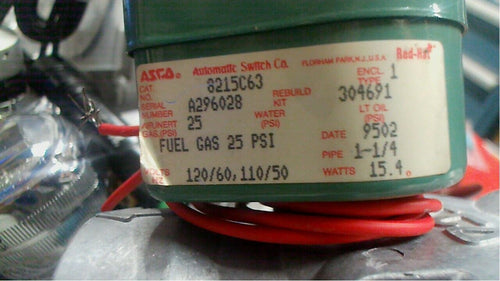 ASCO® Automatic Switch Co. FLORHAM PARK, N.J., U.S.A. Red-Hat®
CAT. NO. 8215C63 ENCL. TYPE 1
SERIAL NUMBER A296028 REBUILD KIT 304691
AIR/INERT GAS (PSI) 25 WATER (PSI) LT OIL (PSI)
FUEL GAS 25 PSI DATE 9502
PIPE 1-1/4
VOLTS 120/60,110/50 WATTS 15.4